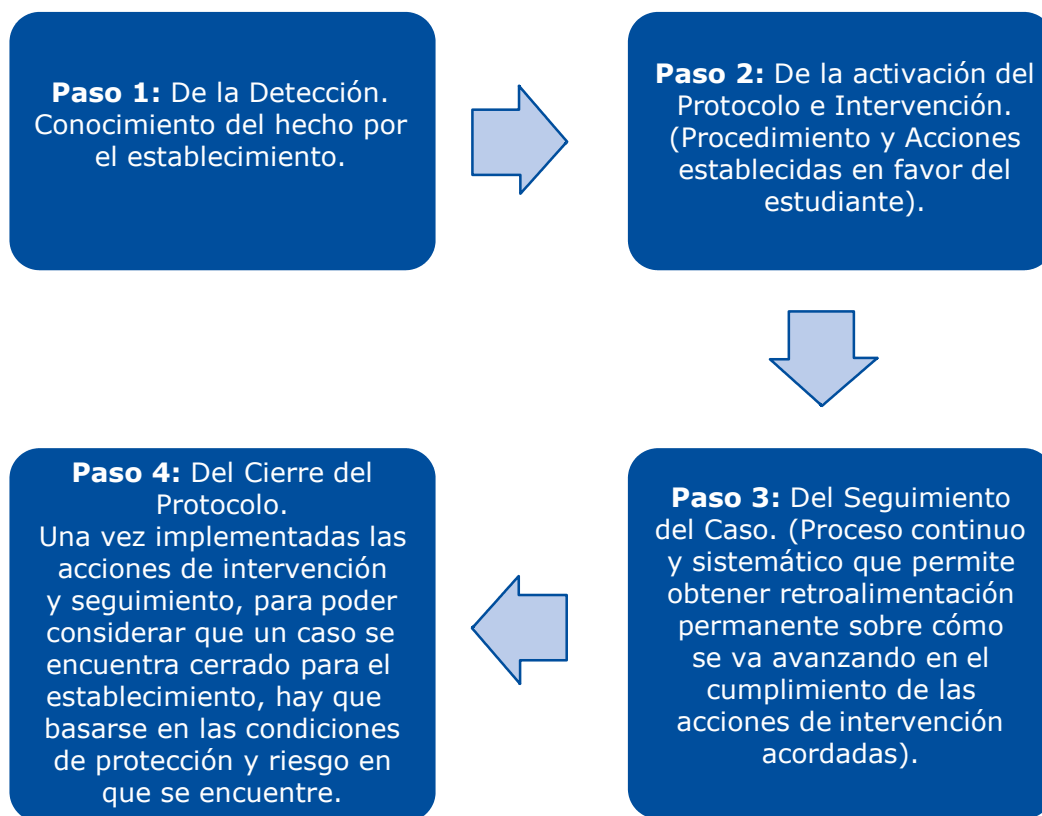 Paso 1: De la Detección.
Conocimiento del hecho por
el establecimiento.
Paso 2: De la activación del
Protocolo e Intervención.
(Procedimiento y Acciones
establecidas en favor del
estudiante).
Paso 3: Del Seguimiento
del Caso. (Proceso continuo
y sistemático que permite
obtener retroalimentación
permanente sobre cómo
se va avanzando en el
cumplimiento de las
acciones de intervención
acordadas).
Paso 4: Del Cierre del
Protocolo.
Una vez implementadas las
acciones de intervención
y seguimiento, para poder
considerar que un caso se
encuentra cerrado para el
establecimiento, hay que
basarse en las condiciones
de protección y riesgo en
que se encuentre.